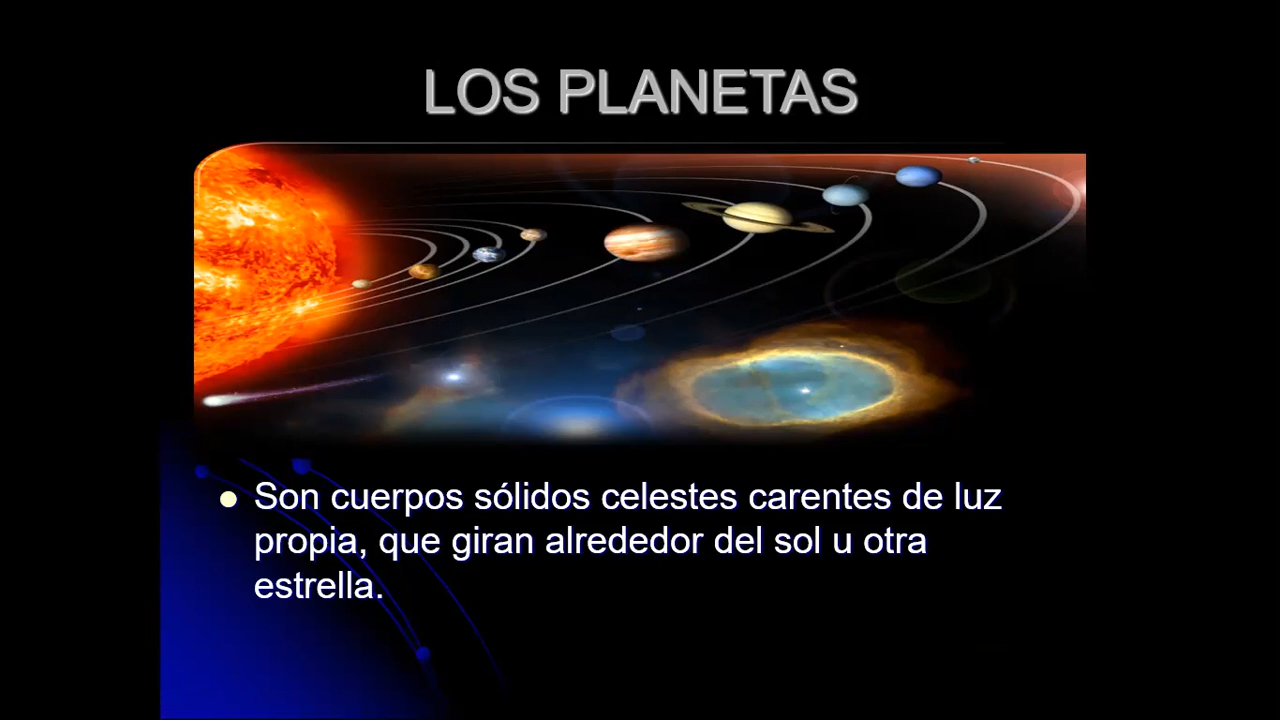 LOS PLANETAS
Son cuerpos sólidos celestes carentes de luz
propia, que giran alrededor del sol u otra
estrella.